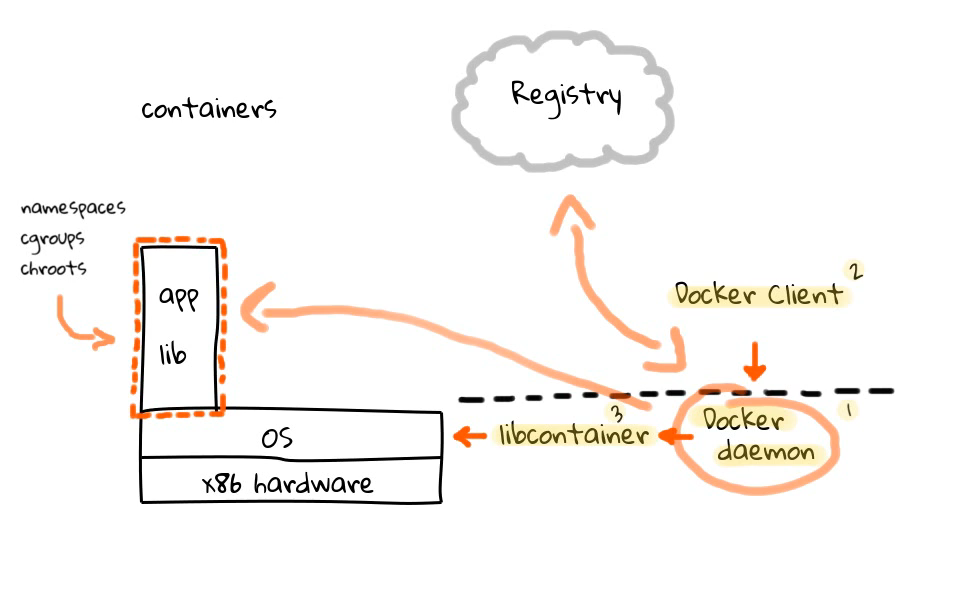 containers
Registry
namespaces
cgroups
chroots
app
lib
Docker Client 2
3
libcontainer
1
Docker
daemon
OS
x86 hardware